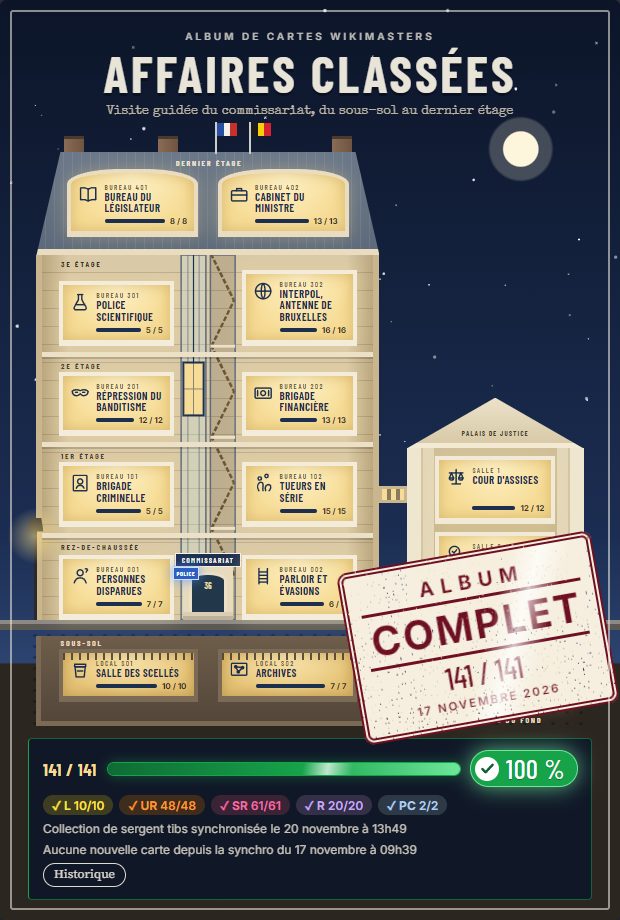 ALBUM DE CARTES WIKIMASTERS
AFFAIRES CLASSÉES
Visite guidée du commissariat, du sous-sol au dernier étage
DERNIER ÉTAGE
BUREAU 401
BUREAU DU
LÉGISLATEUR
8 / 8
BUREAU 402
CABINET DU
MINISTRE
13 / 13
3E ÉTAGE
BUREAU 301
POLICE
SCIENTIFIQUE
5 / 5
BUREAU 302
INTERPOL,
ANTENNE DE
BRUXELLES
16 / 16
2E ÉTAGE
BUREAU 201
RÉPRESSION DU
BANDITISME
12 / 12
BUREAU 202
BRIGADE
FINANCIÈRE
13 / 13
PALAIS DE JUSTICE
1ER ÉTAGE
BUREAU 101
BRIGADE
CRIMINELLE
5 / 5
BUREAU 102
TUEURS EN
SÉRIE
15 / 15
SALLE 1
COUR D'ASSISES
12 / 12
REZ-DE-CHAUSSÉE
BUREAU 001
PERSONNES
DISPARUES
7 / 7
COMMISSARIAT
POLICE
36
BUREAU 002
PARLOIR ET
ÉVASIONS
6 /
SALLE
SOUS-SOL
LOCAL S01
SALLE DES SCELLÉS
10 / 10
LOCAL S02
ARCHIVES
7 / 7
ALBUM
COMPLET
141 / 141
17 NOVEMBRE 2026
DU FOND
141 / 141
100 %
✓ L 10/10
✓ UR 48/48
✓ SR 61/61
✓ R 20/20
✓ PC 2/2
Collection de sergent tibs synchronisée le 20 novembre à 13h49
Aucune nouvelle carte depuis la synchro du 17 novembre à 09h39
Historique